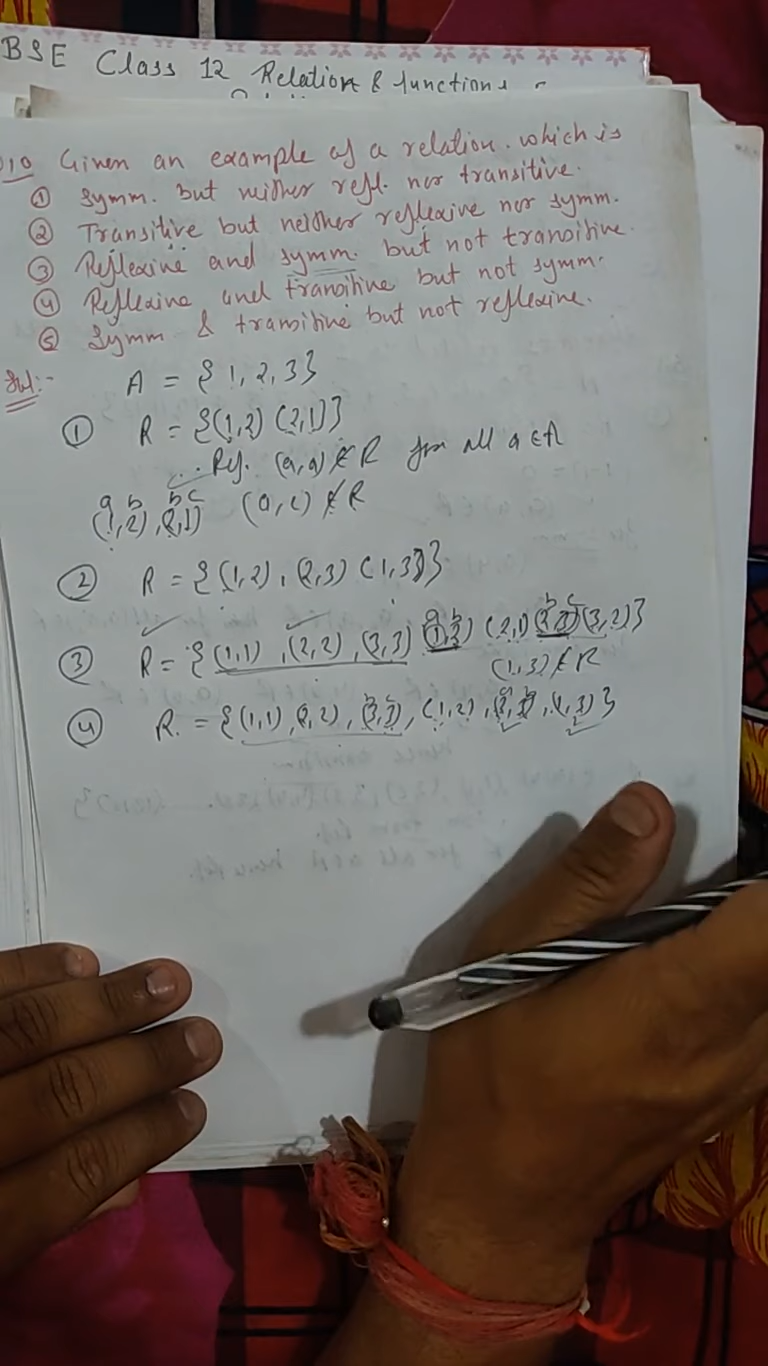 BSE Class 12 Relation & functions
10 Given an example of a relation. which is
① symm. but neither refl. nor transitive.
② Transitive but neither reflexive nor symm.
③ Reflexive and symm. but not transitive.
④ Reflexive and transitive but not symm.
⑤ Symm & transitive but not reflexive.
Sol:- A = {1,2,3}
① R = {(1,2) (2,1)}
∴ Ref. (a,a) ∉ R for all a ∈ A
a b b c
(1,2), (2,1) (a,c) ∉ R
② R = {(1,2), (2,3) (1,3)}
③ R = {(1,1), (2,2), (3,3) (1,2) (2,1) (2,3) (3,2)}
(1,3) ∉ R
④ R. = {(1,1), (2,2), (3,3), (1,2), (2,3), (1,3)}